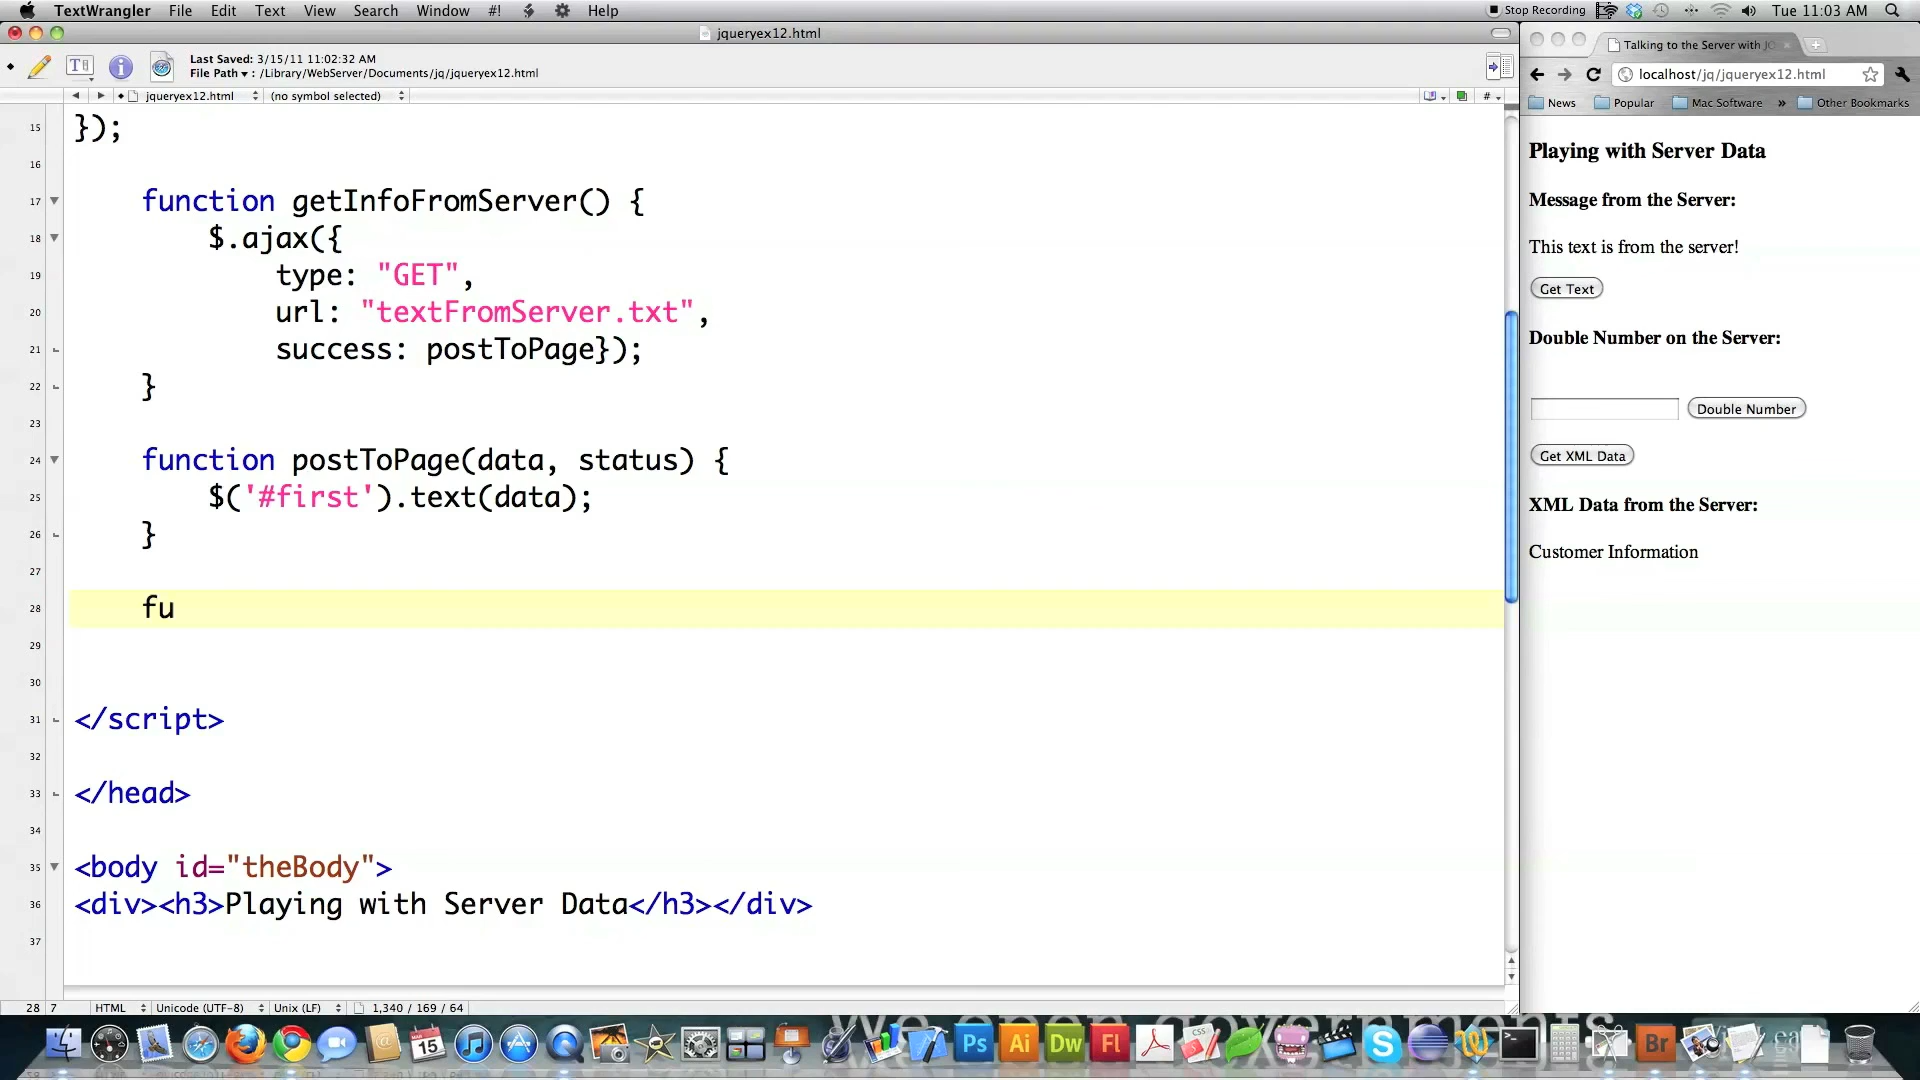 TextWrangler File Edit Text View Search Window #! Help Stop Recording Tue 11:03 AM
jqueryex12.html
Last Saved: 3/15/11 11:02:32 AM
File Path ▾ : /Library/WebServer/Documents/jq/jqueryex12.html
jqueryex12.html (no symbol selected) #
15 });
16
17 function getInfoFromServer() {
18 $.ajax({
19 type: "GET",
20 url: "textFromServer.txt",
21 success: postToPage});
22 }
23
24 function postToPage(data, status) {
25 $('#first').text(data);
26 }
27
28 fu
29
30
31 </script>
32
33 </head>
34
35 <body id="theBody">
36 <div><h3>Playing with Server Data</h3></div>
37
28 7 HTML Unicode (UTF-8) Unix (LF) 1,340 / 169 / 64
Talking to the Server with JQ
localhost/jq/jqueryex12.html
News Popular Mac Software » Other Bookmarks
Playing with Server Data
Message from the Server:
This text is from the server!
Get Text
Double Number on the Server:
Double Number
Get XML Data
XML Data from the Server:
Customer Information
15 Ps Ai Dw Fl Br